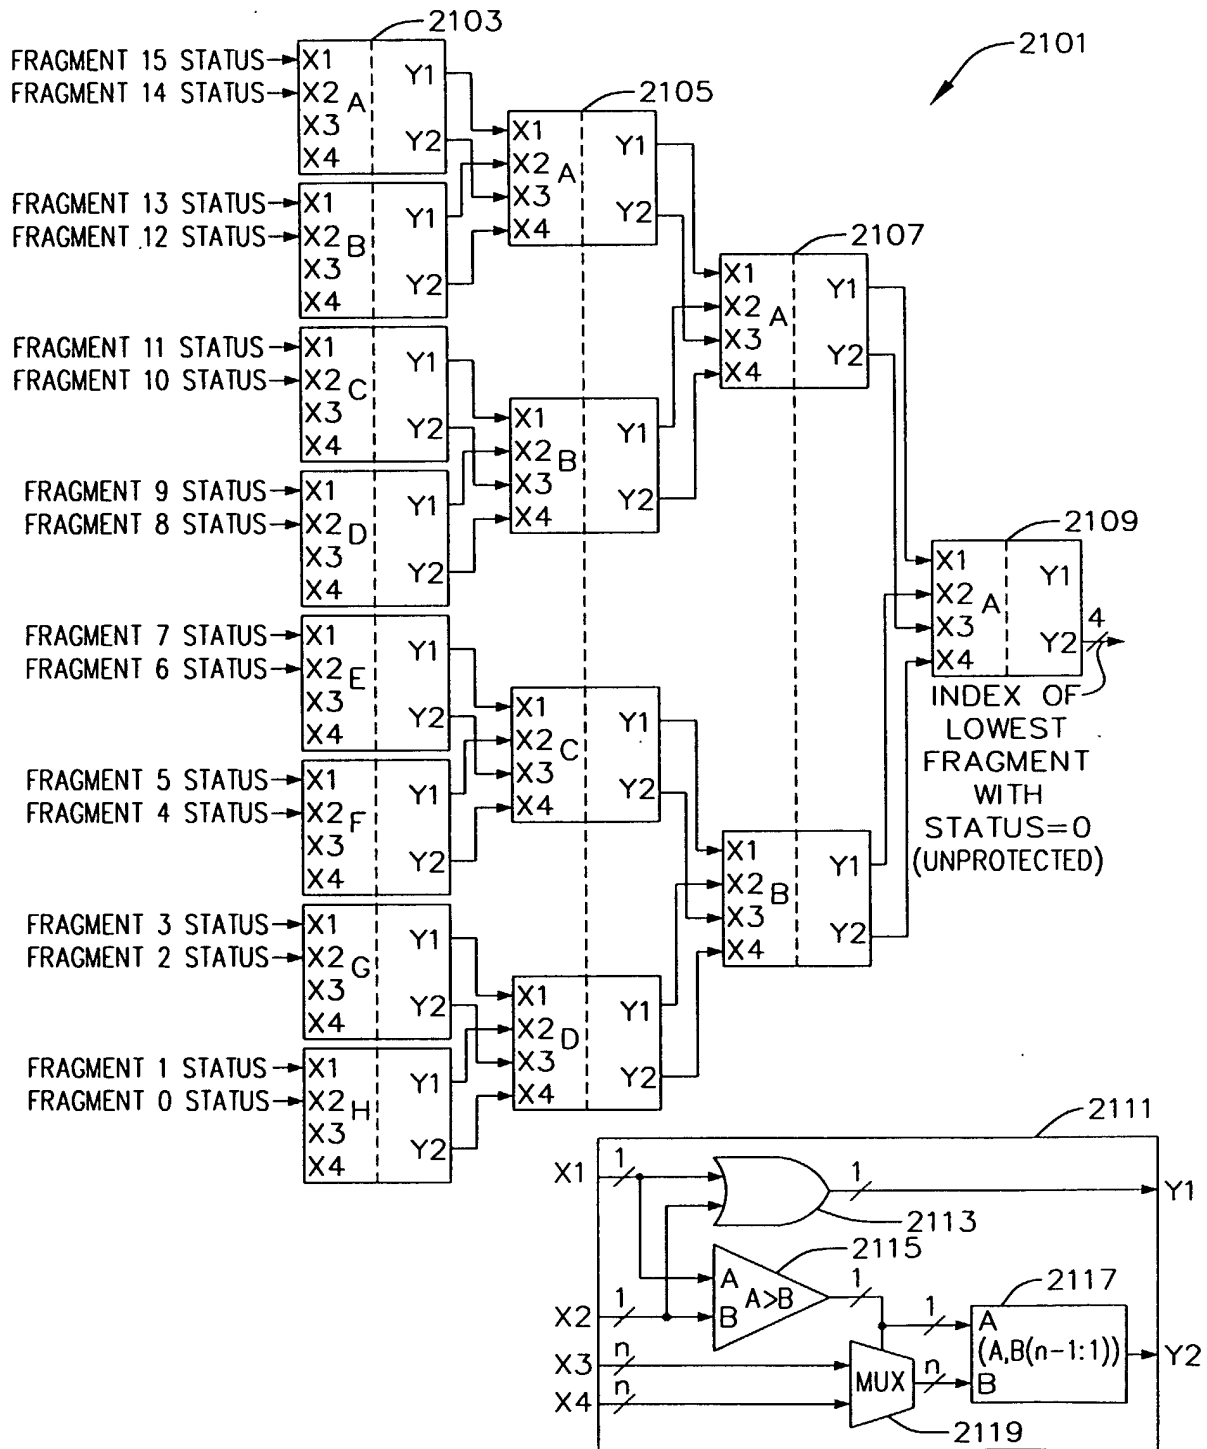 2103
FRAGMENT 15 STATUS
FRAGMENT 14 STATUS
X1
X2
X3
X4
A
Y1
Y2
2101
2105
X1
X2
X3
X4
A
Y1
Y2
FRAGMENT 13 STATUS
FRAGMENT 12 STATUS
X1
X2
X3
X4
B
Y1
Y2
2107
X1
X2
X3
X4
A
Y1
Y2
FRAGMENT 11 STATUS
FRAGMENT 10 STATUS
X1
X2
X3
X4
C
Y1
Y2
X1
X2
X3
X4
B
Y1
Y2
FRAGMENT 9 STATUS
FRAGMENT 8 STATUS
X1
X2
X3
X4
D
Y1
Y2
2109
X1
X2
X3
X4
A
Y1
Y2
4
INDEX OF
LOWEST
FRAGMENT
WITH
STATUS=0
(UNPROTECTED)
FRAGMENT 7 STATUS
FRAGMENT 6 STATUS
X1
X2
X3
X4
E
Y1
Y2
X1
X2
X3
X4
C
Y1
Y2
FRAGMENT 5 STATUS
FRAGMENT 4 STATUS
X1
X2
X3
X4
F
Y1
Y2
X1
X2
X3
X4
B
Y1
Y2
FRAGMENT 3 STATUS
FRAGMENT 2 STATUS
X1
X2
X3
X4
G
Y1
Y2
X1
X2
X3
X4
D
Y1
Y2
FRAGMENT 1 STATUS
FRAGMENT 0 STATUS
X1
X2
X3
X4
H
Y1
Y2
2111
X1
1
1
Y1
2113
2115
A
A>B
B
1
X2
1
1
2117
A
(A,B(n-1:1))
B
Y2
X3
n
MUX
n
X4
n
2119